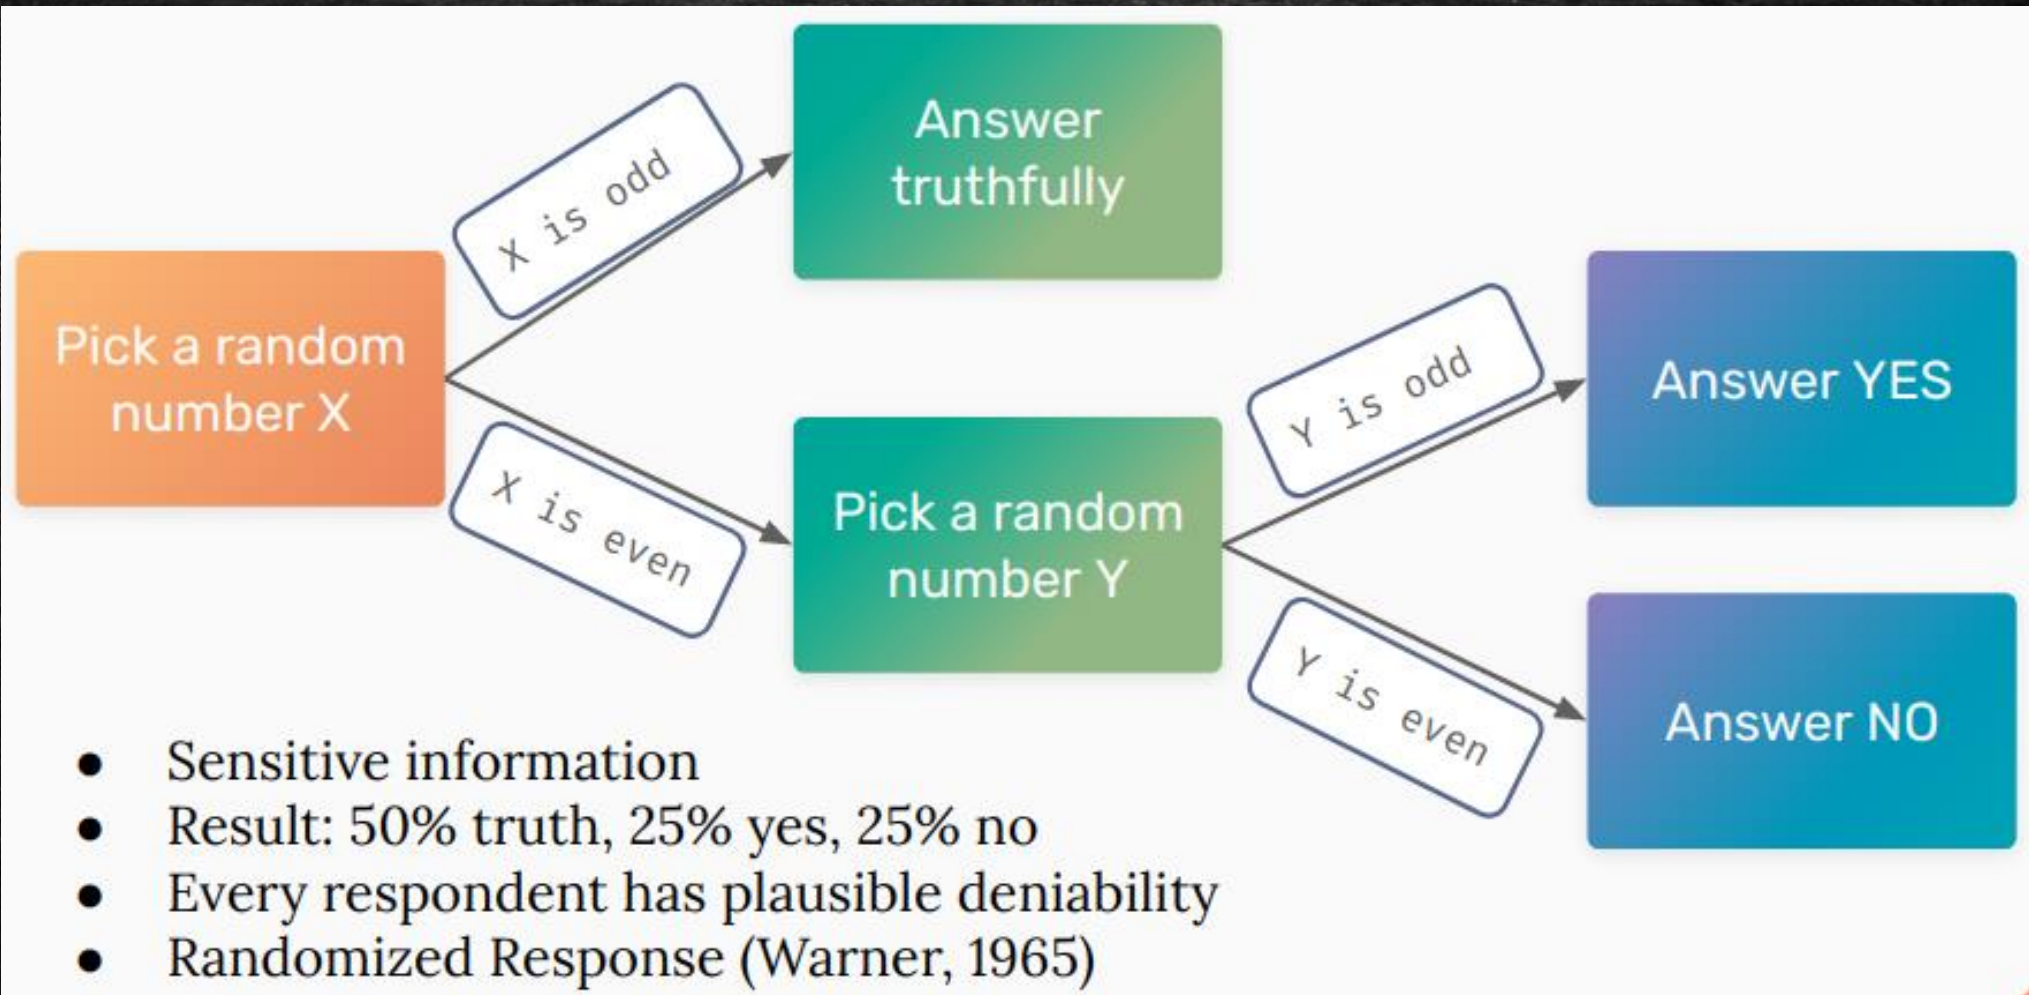 Answer
truthfully
X is odd
Pick a random
number X
X is even
Pick a random
number Y
Y is odd
Answer YES
Y is even
Answer NO
● Sensitive information
● Result: 50% truth, 25% yes, 25% no
● Every respondent has plausible deniability
● Randomized Response (Warner, 1965)